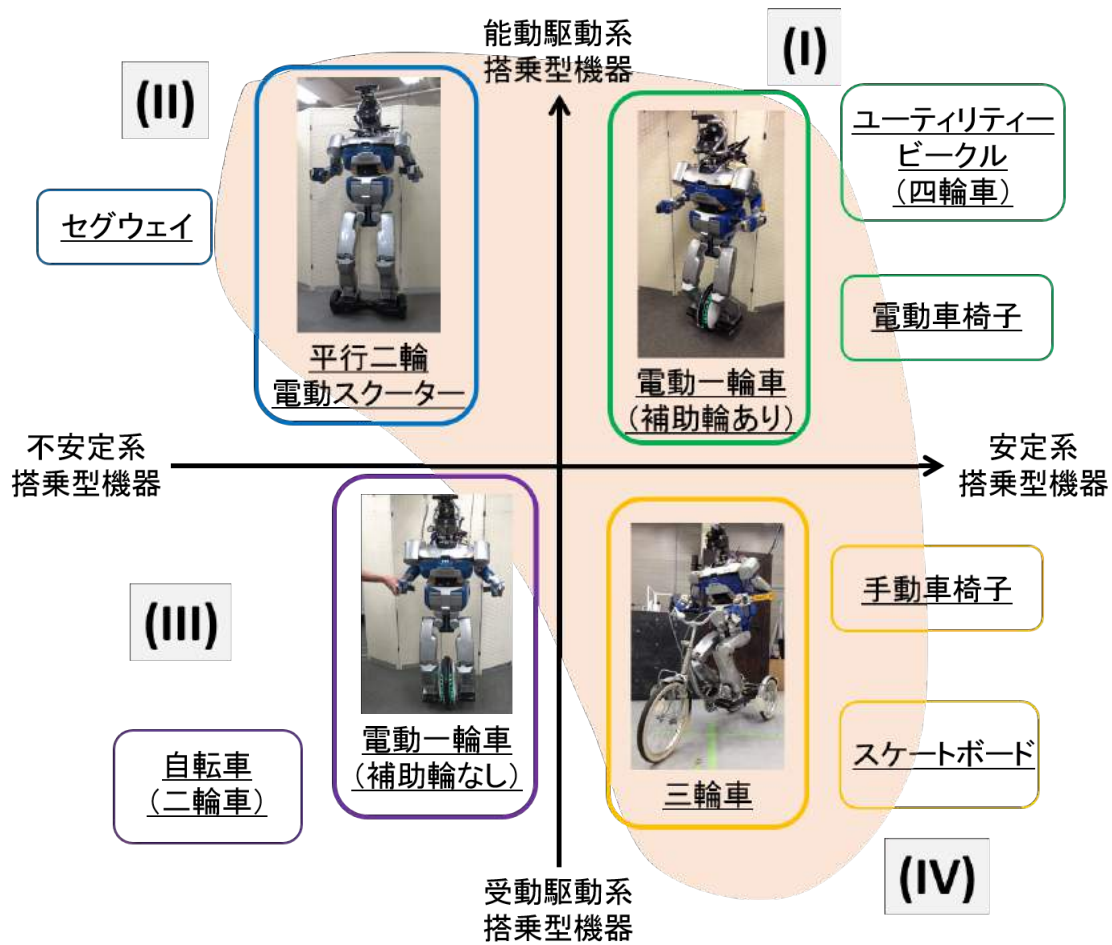 能動駆動系
搭乗型機器
(I)
(II)
ユーティリティー
ビークル
(四輪車)
セグウェイ
電動車椅子
平行二輪
電動スクーター
電動一輪車
(補助輪あり)
不安定系
搭乗型機器
安定系
搭乗型機器
(III)
手動車椅子
電動一輪車
(補助輪なし)
自転車
(二輪車)
スケートボード
三輪車
(IV)
受動駆動系
搭乗型機器